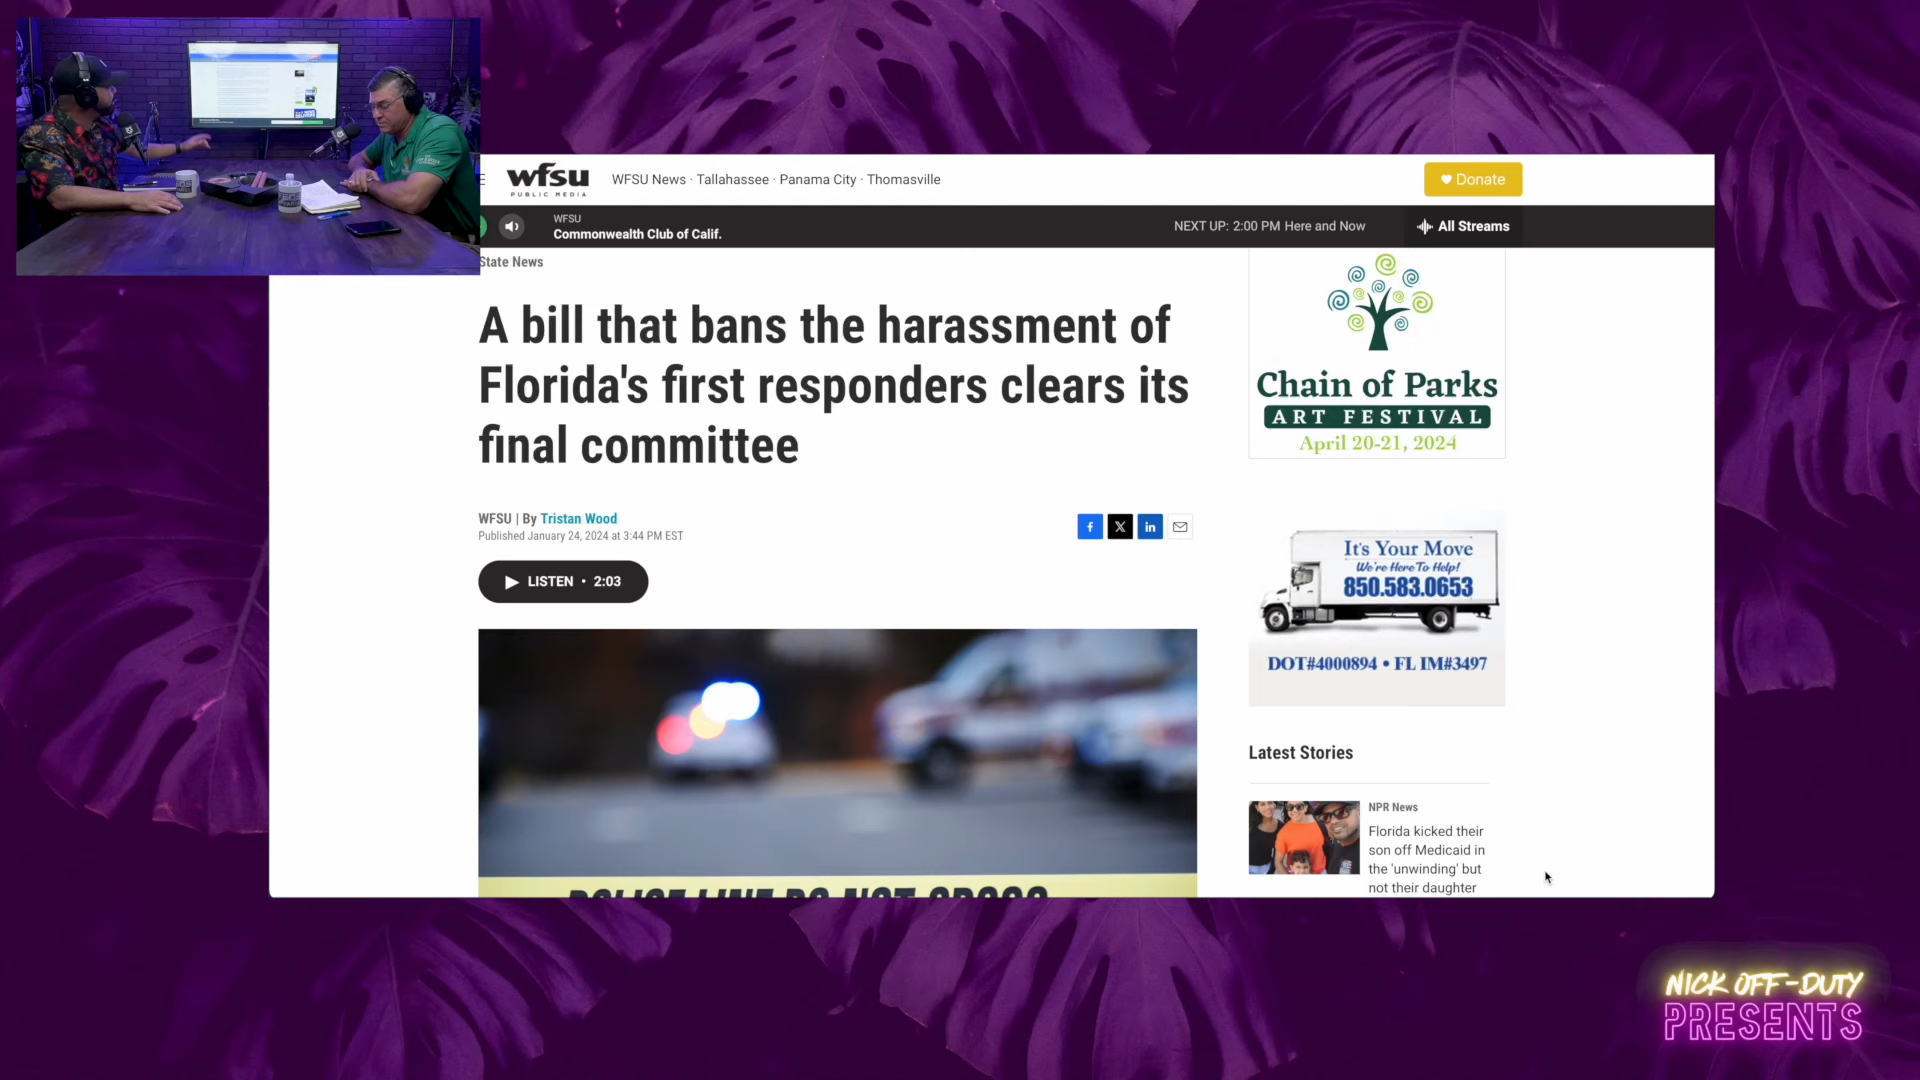 wfsu
PUBLIC MEDIA
WFSU News · Tallahassee · Panama City · Thomasville
Donate
WFSU
Commonwealth Club of Calif.
NEXT UP: 2:00 PM Here and Now
All Streams
State News
A bill that bans the harassment of
Florida's first responders clears its
final committee
WFSU | By Tristan Wood
Published January 24, 2024 at 3:44 PM EST
LISTEN • 2:03
POLICE LINE DO NOT CROSS
Chain of Parks
ART FESTIVAL
April 20-21, 2024
It's Your Move
We're Here To Help!
850.583.0653
DOT#4000894 • FL IM#3497
Latest Stories
NPR News
Florida kicked their
son off Medicaid in
the 'unwinding' but
not their daughter
NICK OFF-DUTY
PRESENTS